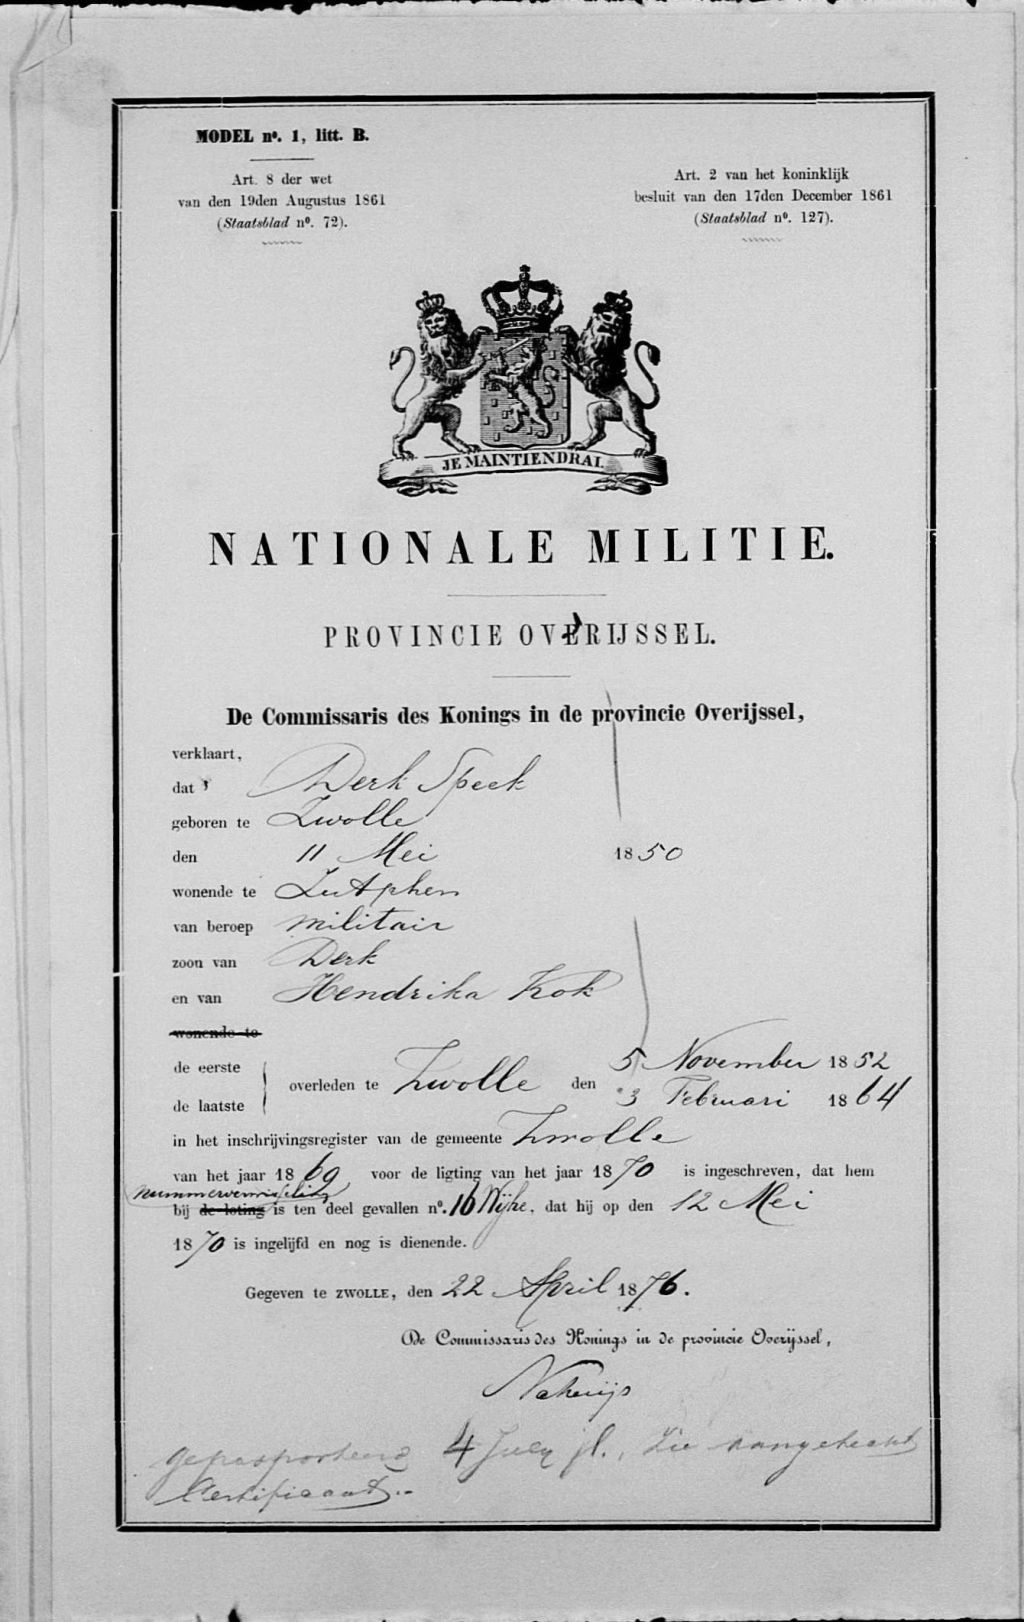 MODEL nº. 1, litt. B.
Art. 8 der wet
van den 19den Augustus 1861
(Staatsblad nº. 72).
Art. 2 van het koninklijk
besluit van den 17den December 1861
(Staatsblad nº. 127).
JE MAINTIENDRAI.
NATIONALE MILITIE.
PROVINCIE OVERIJSSEL.
De Commissaris des Konings in de provincie Overijssel,
verklaart,
dat Derk Speek
geboren te Zwolle
den 11 Mei 1850
wonende te Zutphen
van beroep militair
zoon van Derk
en van Hendrika Kok
wonende te
de eerste
de laatste
overleden te Zwolle den
5 November 1852
3 Februari 1864
in het inschrijvingsregister van de gemeente Zwolle
van het jaar 1869 voor de ligting van het jaar 1870 is ingeschreven, dat hem
nummerverwisseling
bij de loting is ten deel gevallen nº. 16 Wijhe, dat hij op den 12 Mei
1870 is ingelijfd en nog is dienende.
Gegeven te ZWOLLE, den 22 April 1876.
De Commissaris des Konings in de provincie Overijssel,
Gepasporteerd 4 July jl., Zie aangehecht
Certificaat.